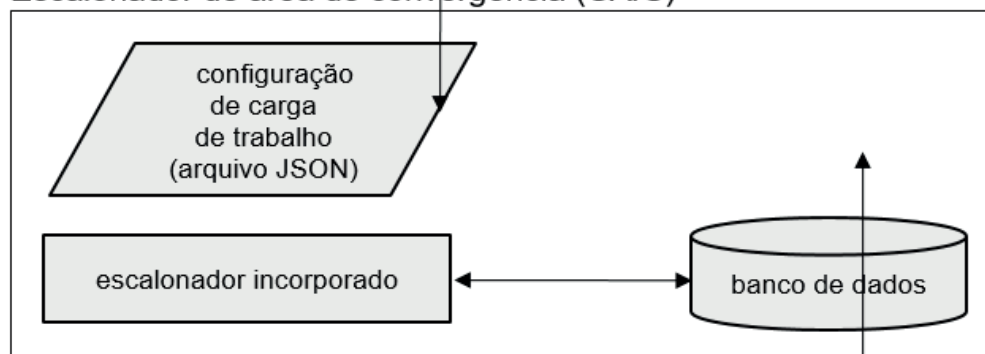 configuração
de carga
de trabalho
(arquivo JSON)
escalonador incorporado
banco de dados